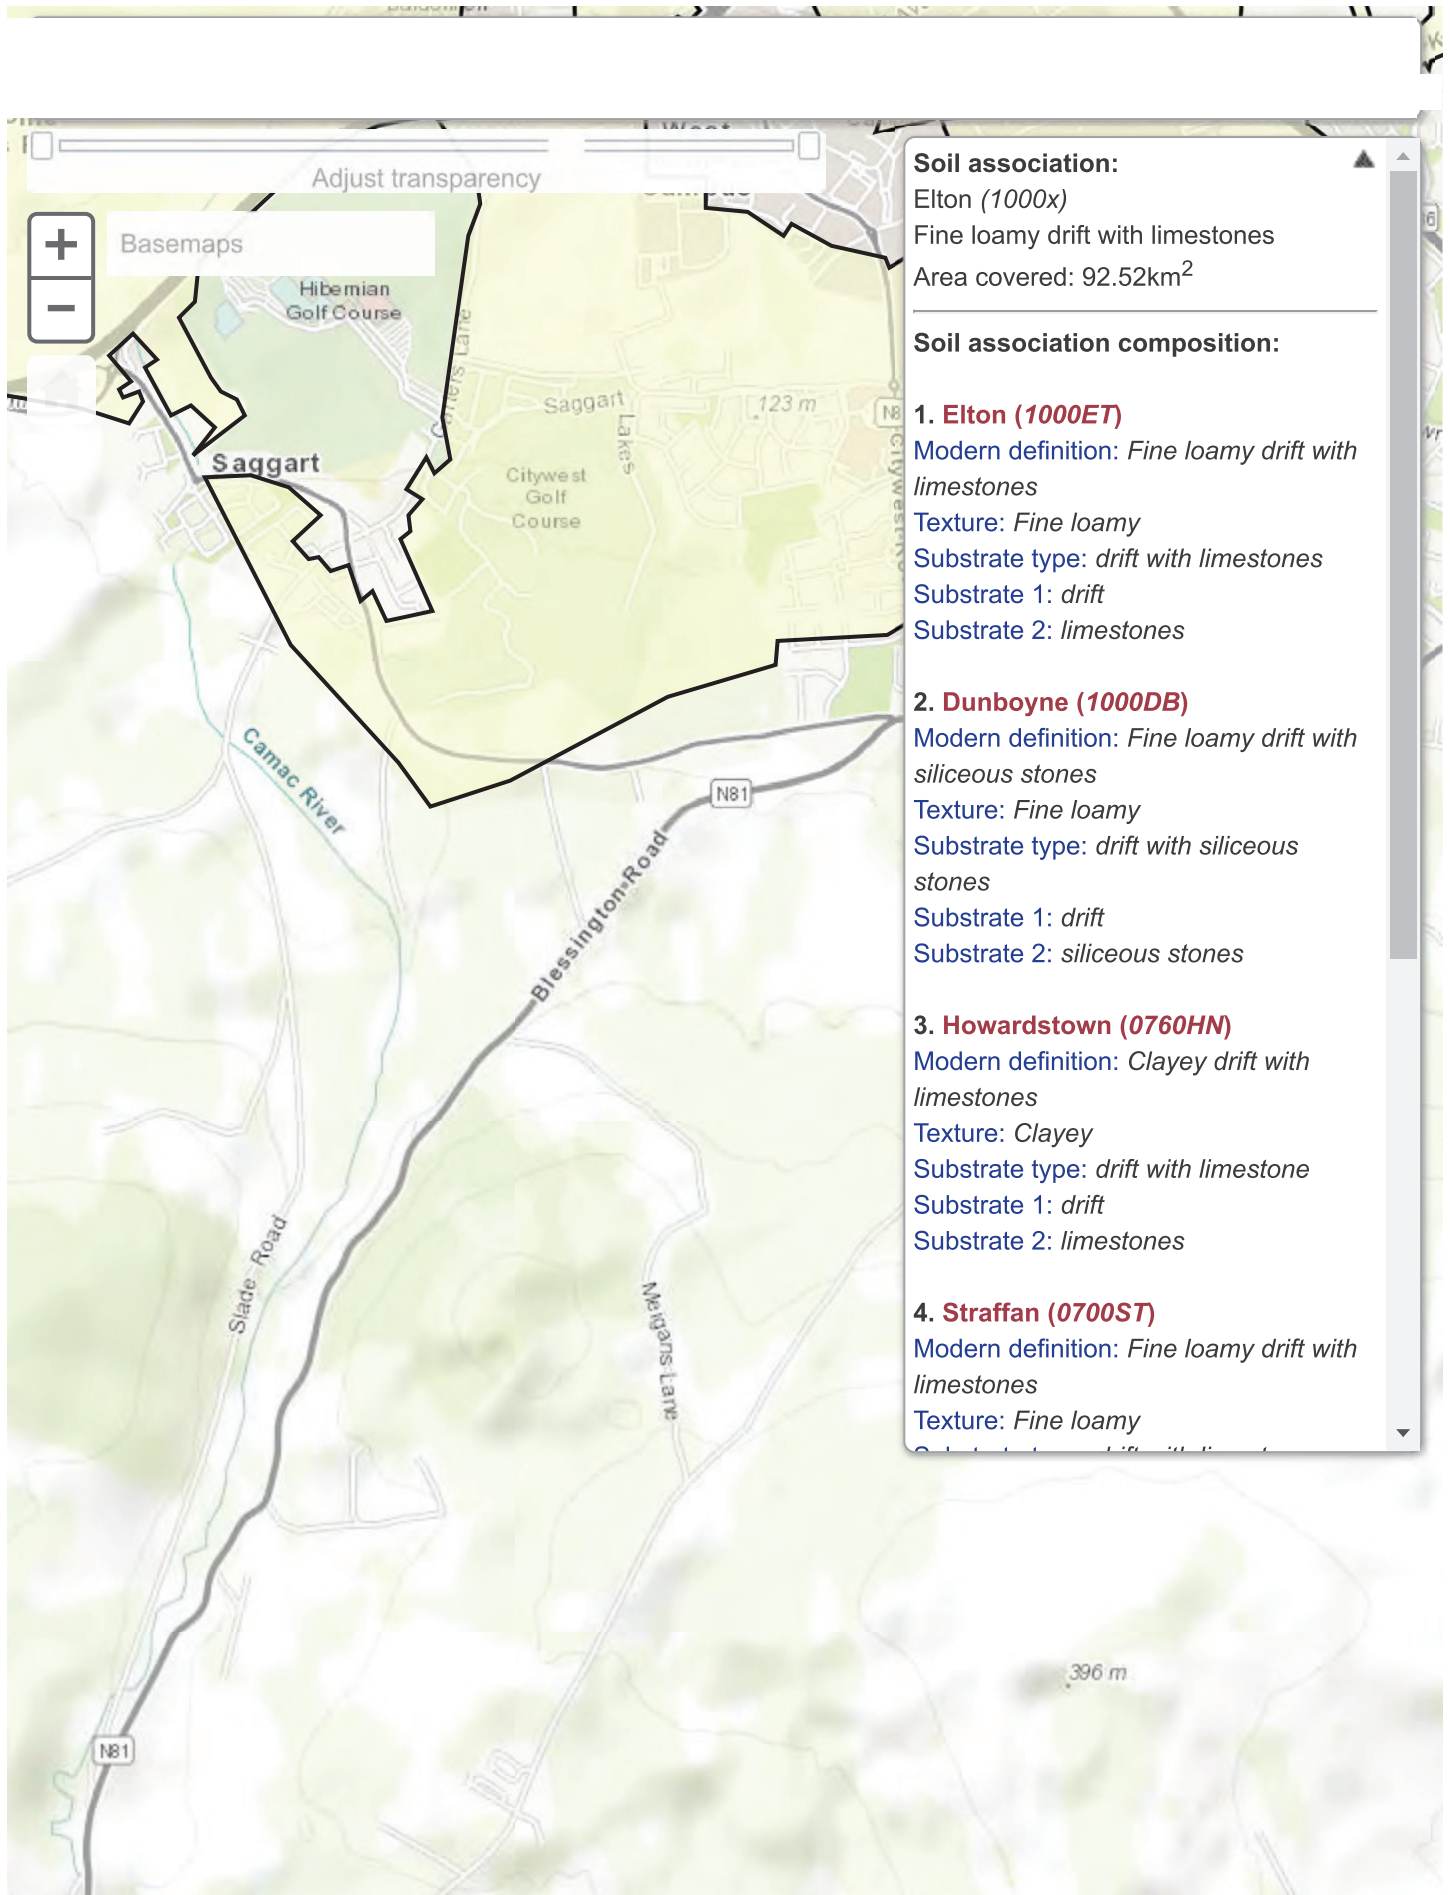 Adjust transparency
+
Basemaps
−
Hibernian
Golf Course
Saggart
Saggart
Lakes
123 m
N8
Citywest
Golf
Course
Camac River
N81
Blessington Road
Slade Road
Meigans Lane
396 m
N81
Soil association:
Elton (1000x)
Fine loamy drift with limestones
Area covered: 92.52km2
Soil association composition:
1. Elton (1000ET)
Modern definition: Fine loamy drift with
limestones
Texture: Fine loamy
Substrate type: drift with limestones
Substrate 1: drift
Substrate 2: limestones
2. Dunboyne (1000DB)
Modern definition: Fine loamy drift with
siliceous stones
Texture: Fine loamy
Substrate type: drift with siliceous
stones
Substrate 1: drift
Substrate 2: siliceous stones
3. Howardstown (0760HN)
Modern definition: Clayey drift with
limestones
Texture: Clayey
Substrate type: drift with limestone
Substrate 1: drift
Substrate 2: limestones
4. Straffan (0700ST)
Modern definition: Fine loamy drift with
limestones
Texture: Fine loamy